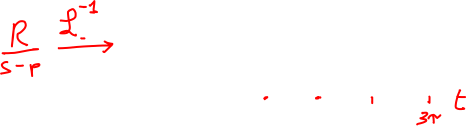 R/(s-p) ℒ₋⁻¹ →
3τ t